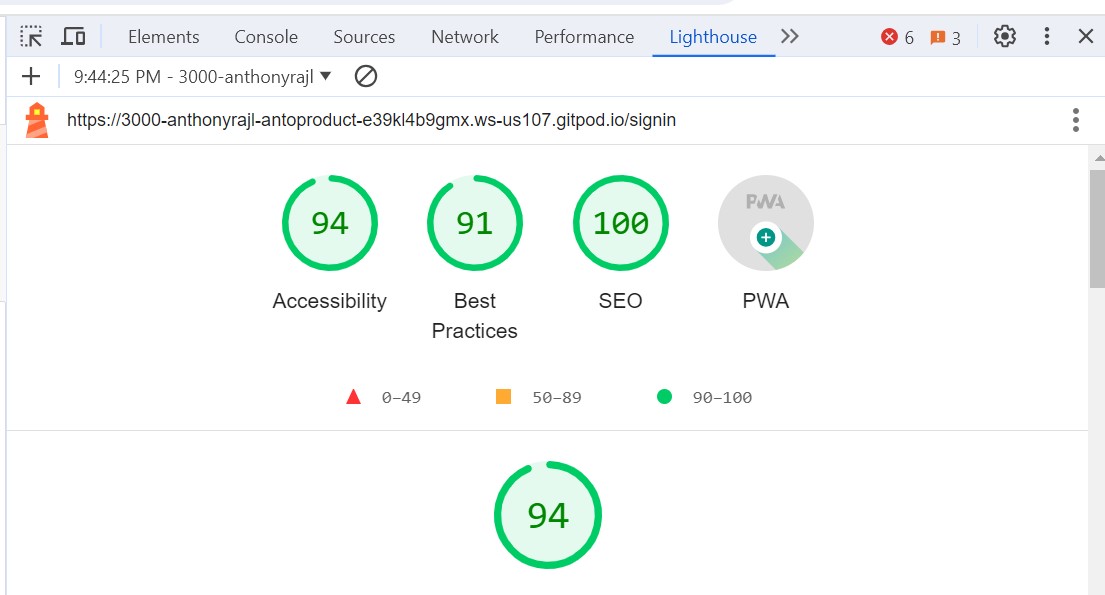 Elements Console Sources Network Performance Lighthouse 6 3
9:44:25 PM - 3000-anthonyrajl
https://3000-anthonyrajl-antoproduct-e39kl4b9gmx.ws-us107.gitpod.io/signin
94 91 100 PWA
Accessibility Best Practices SEO PWA
0–49 50–89 90–100
94